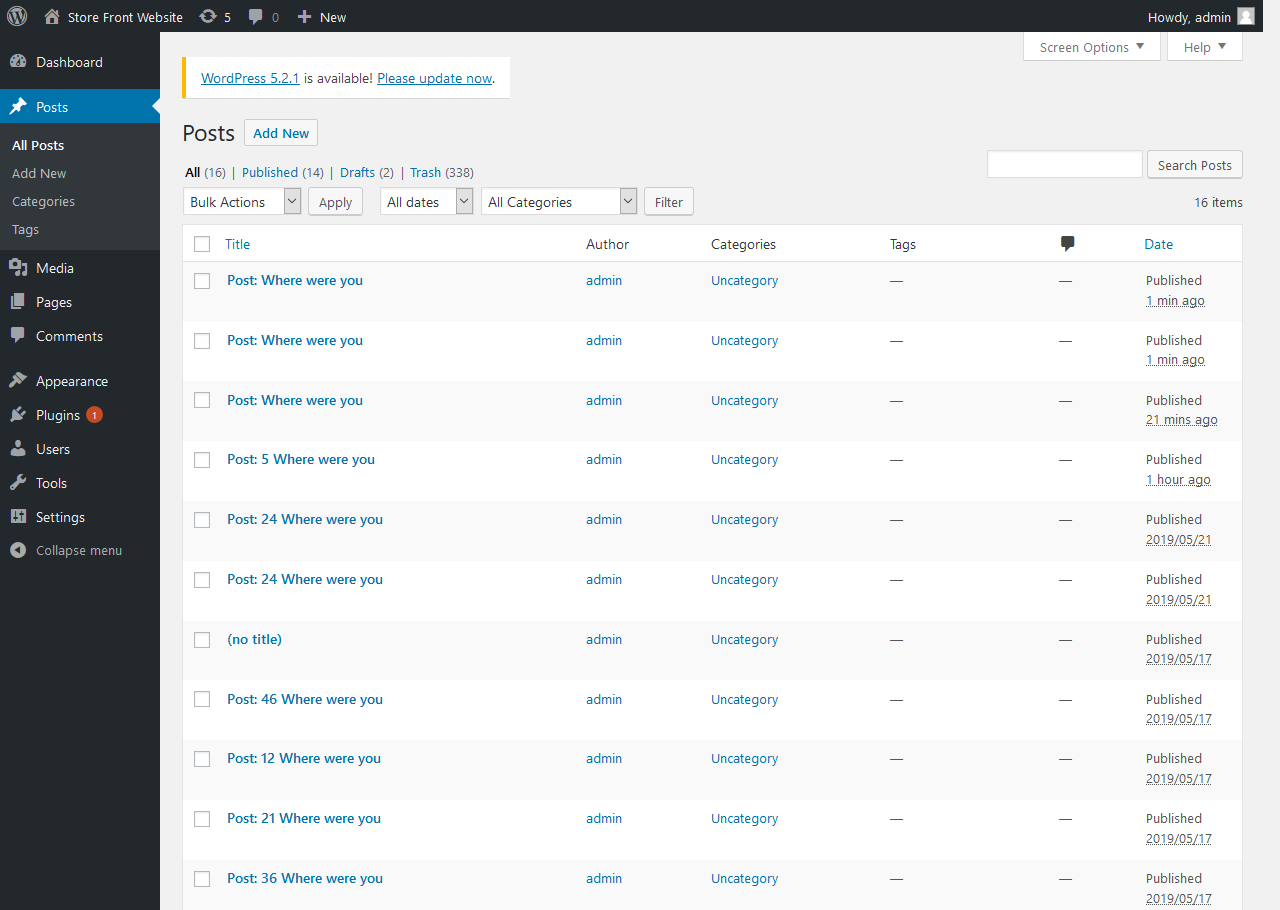 Store Front Website 5 0 New Howdy, admin
Screen Options Help
Dashboard
Posts
All Posts
Add New
Categories
Tags
Media
Pages
Comments
Appearance
Plugins 1
Users
Tools
Settings
Collapse menu
WordPress 5.2.1 is available! Please update now.
Posts Add New
All (16) | Published (14) | Drafts (2) | Trash (338)
Search Posts
Bulk Actions Apply All dates All Categories Filter 16 items
Title Author Categories Tags Date
Post: Where were you admin Uncategory — — Published
1 min ago
Post: Where were you admin Uncategory — — Published
1 min ago
Post: Where were you admin Uncategory — — Published
21 mins ago
Post: 5 Where were you admin Uncategory — — Published
1 hour ago
Post: 24 Where were you admin Uncategory — — Published
2019/05/21
Post: 24 Where were you admin Uncategory — — Published
2019/05/21
(no title) admin Uncategory — — Published
2019/05/17
Post: 46 Where were you admin Uncategory — — Published
2019/05/17
Post: 12 Where were you admin Uncategory — — Published
2019/05/17
Post: 21 Where were you admin Uncategory — — Published
2019/05/17
Post: 36 Where were you admin Uncategory — — Published
2019/05/17